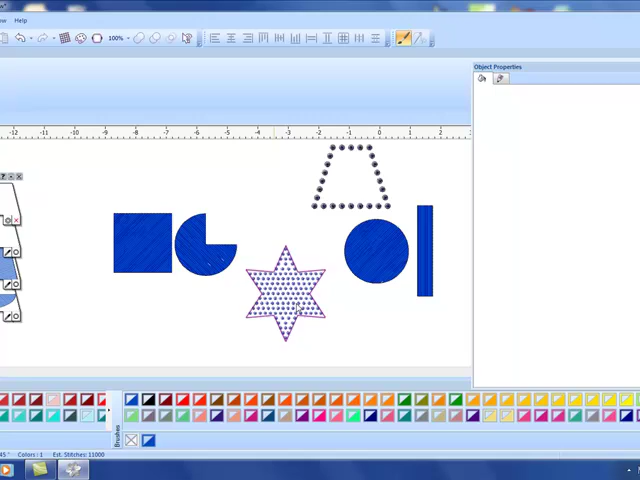 Help
100%
Object Properties
-12 -11 -10 -9 -8 -7 -6 -5 -4 -3 -2 -1 0 1 2
Brushes
45° Colors: 1 Est. Stitches: 11000